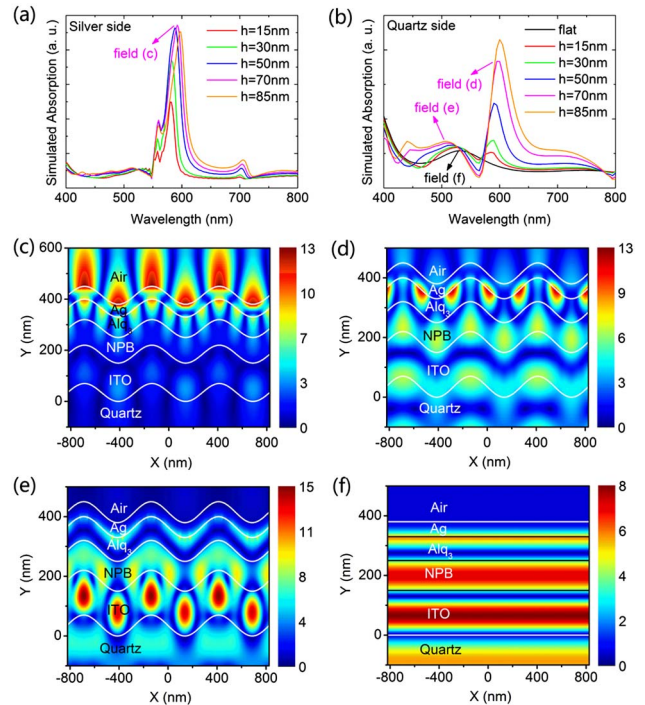 (a)
Silver side
field (c)
h=15nm
h=30nm
h=50nm
h=70nm
h=85nm
Simulated Absorption (a. u.)
400 500 600 700 800
Wavelength (nm)
(b)
Quartz side
flat
h=15nm
h=30nm
h=50nm
h=70nm
h=85nm
field (d)
field (e)
field (f)
Simulated Absorption (a. u.)
400 500 600 700 800
Wavelength (nm)
(c)
600
400
200
0
Y (nm)
Air
Ag
Alq3
NPB
ITO
Quartz
-800 -400 0 400 800
X (nm)
13
10
7
3
0
(d)
400
200
0
Y (nm)
Air
Ag
Alq3
NPB
ITO
Quartz
-800 -400 0 400 800
X (nm)
13
9
6
3
0
(e)
400
200
0
Y (nm)
Air
Ag
Alq3
NPB
ITO
Quartz
-800 -400 0 400 800
X (nm)
15
11
8
4
0
(f)
400
200
0
Y (nm)
Air
Ag
Alq3
NPB
ITO
Quartz
-800 -400 0 400 800
X (nm)
8
6
4
2
0